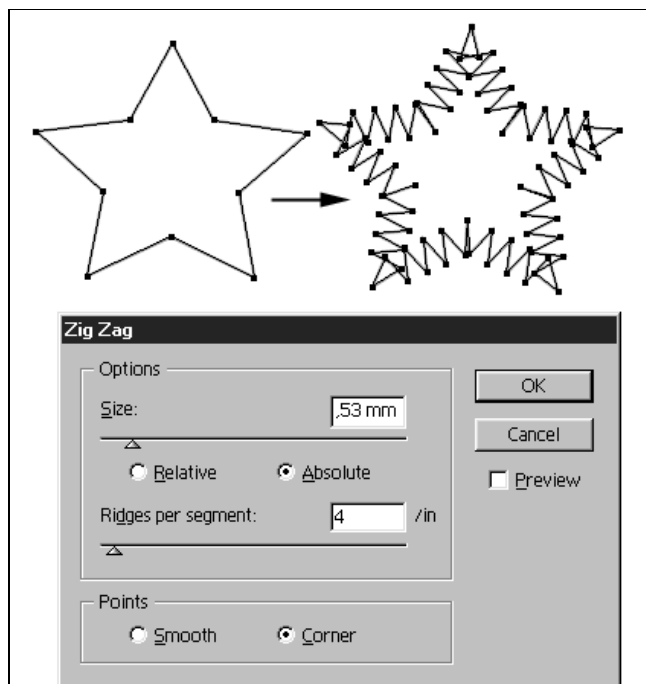 Zig Zag
Options
Size: ,53 mm
Relative Absolute
Ridges per segment: 4 /in
Points
Smooth Corner
OK
Cancel
Preview